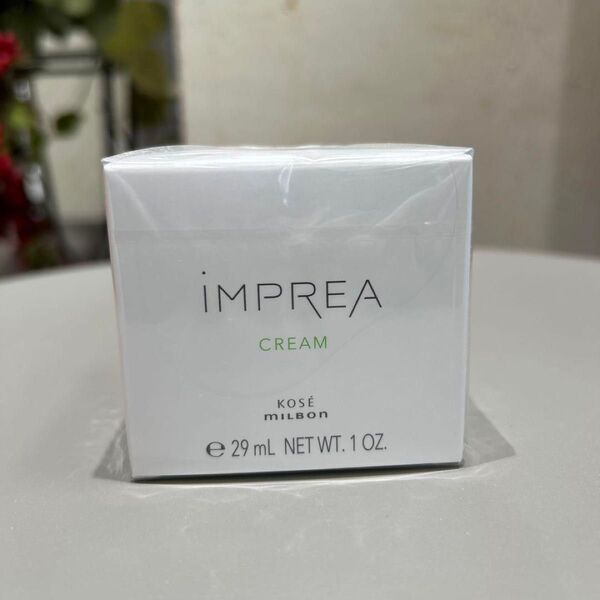 iMPREA
CREAM
KOSÉ
MILBON
℮ 29 mL NET WT. 1 OZ.